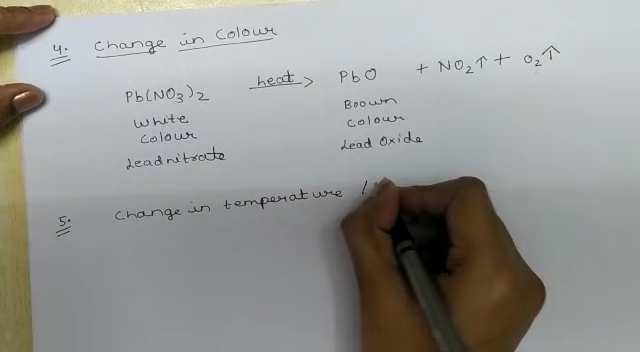 4. Change in Colour
Pb(NO3)2 heat> PbO + NO2↑ + O2↑
White Brown
Colour Colour
Lead nitrate Lead Oxide
5. Change in temperature /